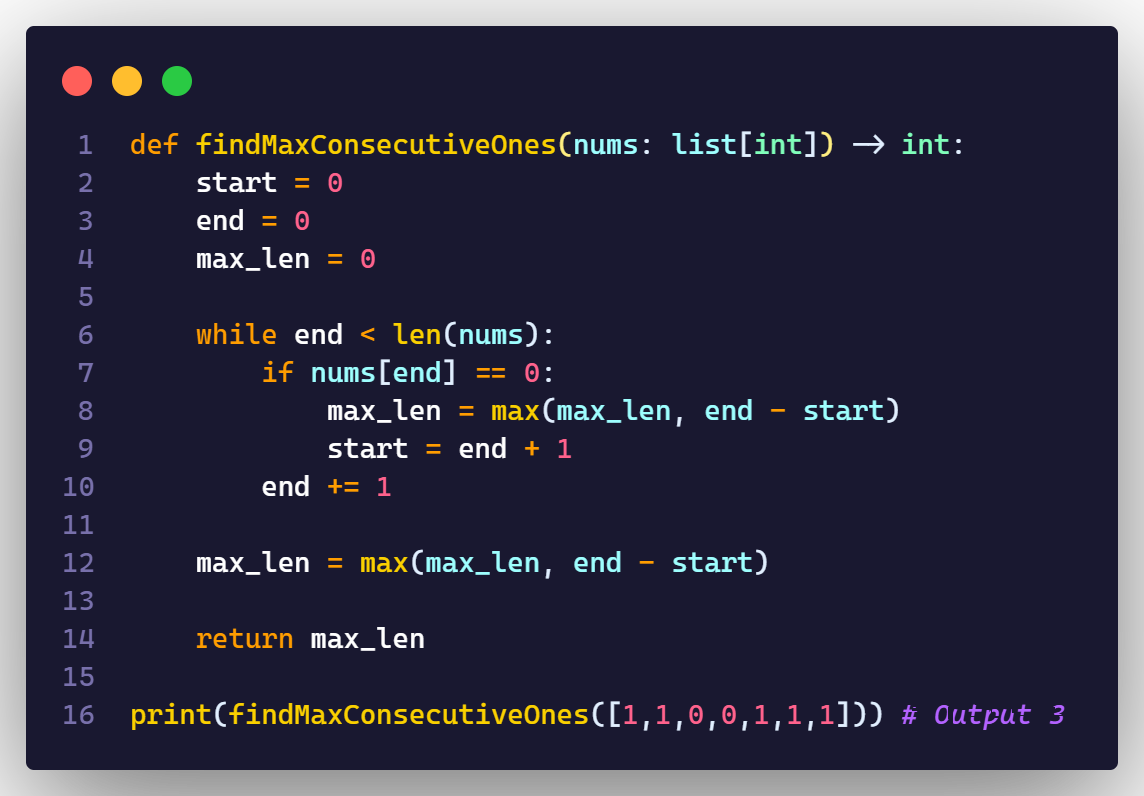 1 def findMaxConsecutiveOnes(nums: list[int]) -> int:
2     start = 0
3     end = 0
4     max_len = 0
5
6     while end < len(nums):
7         if nums[end] == 0:
8             max_len = max(max_len, end - start)
9             start = end + 1
10         end += 1
11
12     max_len = max(max_len, end - start)
13
14     return max_len
15
16 print(findMaxConsecutiveOnes([1,1,0,0,1,1,1])) # Output 3